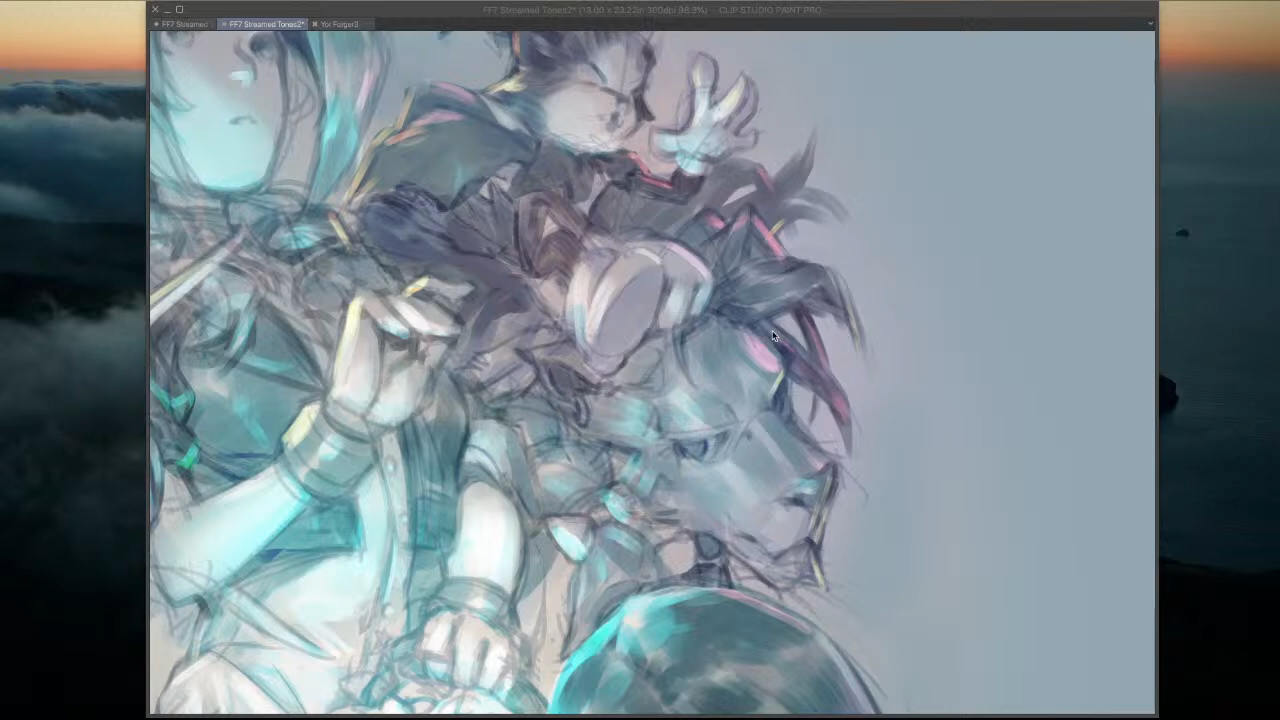 FF7 Streamed Tones2* (13.00 x 23.22in 300dpi 98.3%) - CLIP STUDIO PAINT PRO
FF7 Streamed
FF7 Streamed Tones2*
Yor Forger3